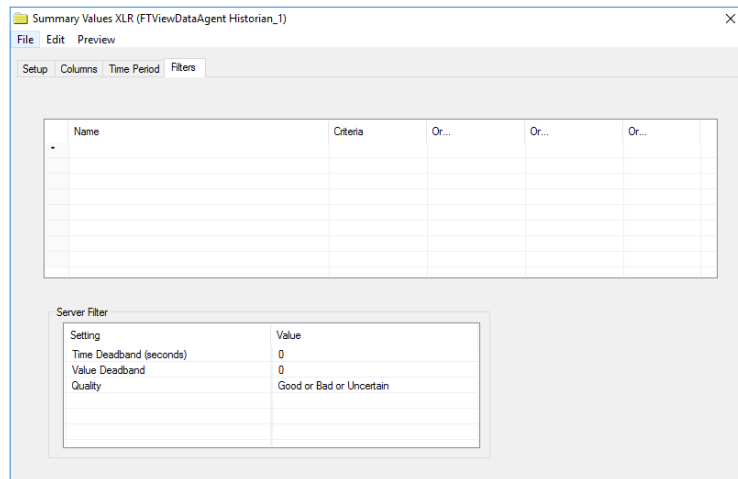 Summary Values XLR (FTViewDataAgent Historian_1)
File Edit Preview
Setup Columns Time Period Filters
Name Criteria Or... Or... Or...
Server Filter
Setting Value
Time Deadband (seconds) 0
Value Deadband 0
Quality Good or Bad or Uncertain